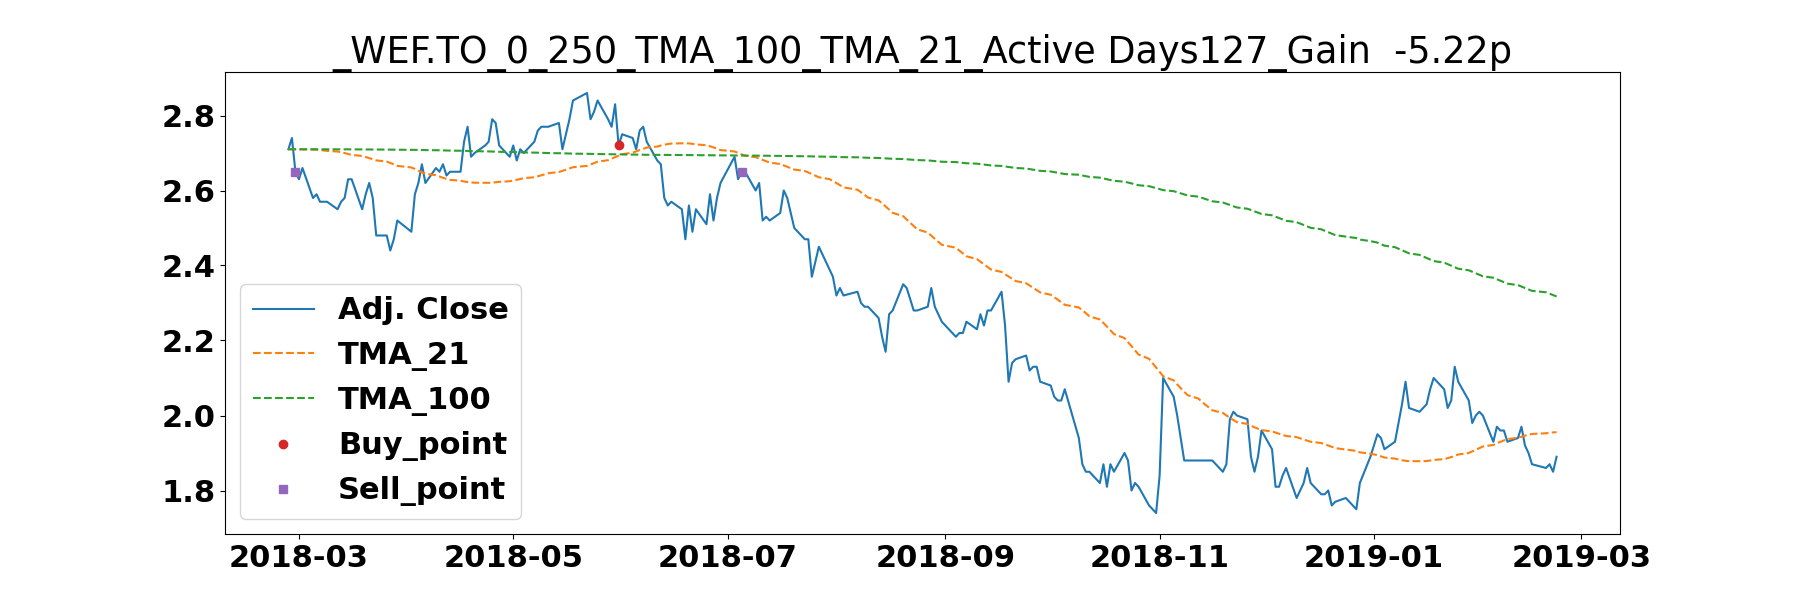 _WEF.TO_0_250_TMA_100_TMA_21_Active Days127_Gain  -5.22p
2.8
2.6
2.4
2.2
2.0
1.8
Adj. Close
TMA_21
TMA_100
Buy_point
Sell_point
2018-03 2018-05 2018-07 2018-09 2018-11 2019-01 2019-03